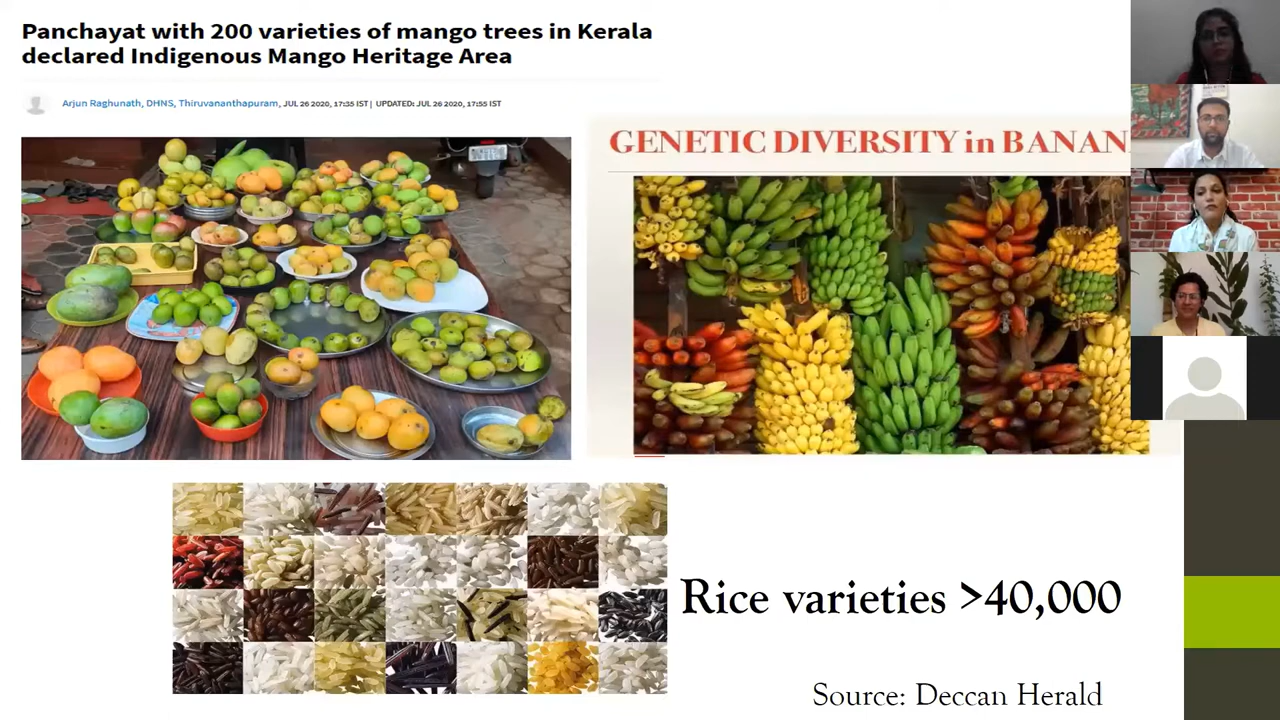 Panchayat with 200 varieties of mango trees in Kerala
declared Indigenous Mango Heritage Area
Arjun Raghunath, DHNS, Thiruvananthapuram, JUL 26 2020, 17:35 IST | UPDATED: JUL 26 2020, 17:55 IST
GENETIC DIVERSITY in BANAN
Rice varieties >40,000
Source: Deccan Herald